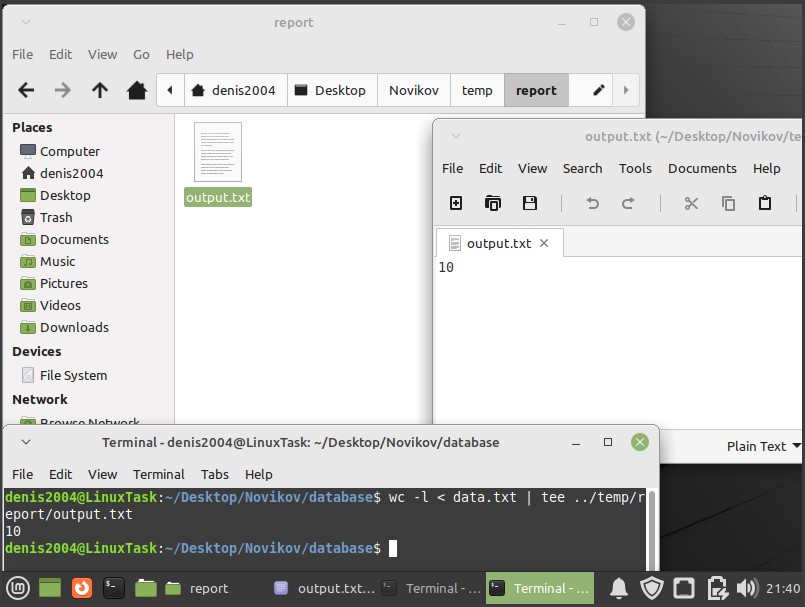 report
File Edit View Go Help
denis2004 Desktop Novikov temp report
Places
Computer
denis2004
Desktop
Trash
Documents
Music
Pictures
Videos
Downloads
Devices
File System
Network
Browse Network
output.txt
output.txt (~/Desktop/Novikov/te
File Edit View Search Tools Documents Help
output.txt
10
Plain Text
Terminal - denis2004@LinuxTask: ~/Desktop/Novikov/database
File Edit View Terminal Tabs Help
denis2004@LinuxTask:~/Desktop/Novikov/database$ wc -l < data.txt | tee ../temp/r
eport/output.txt
10
denis2004@LinuxTask:~/Desktop/Novikov/database$
report output.txt... Terminal - ... Terminal - ... 21:40